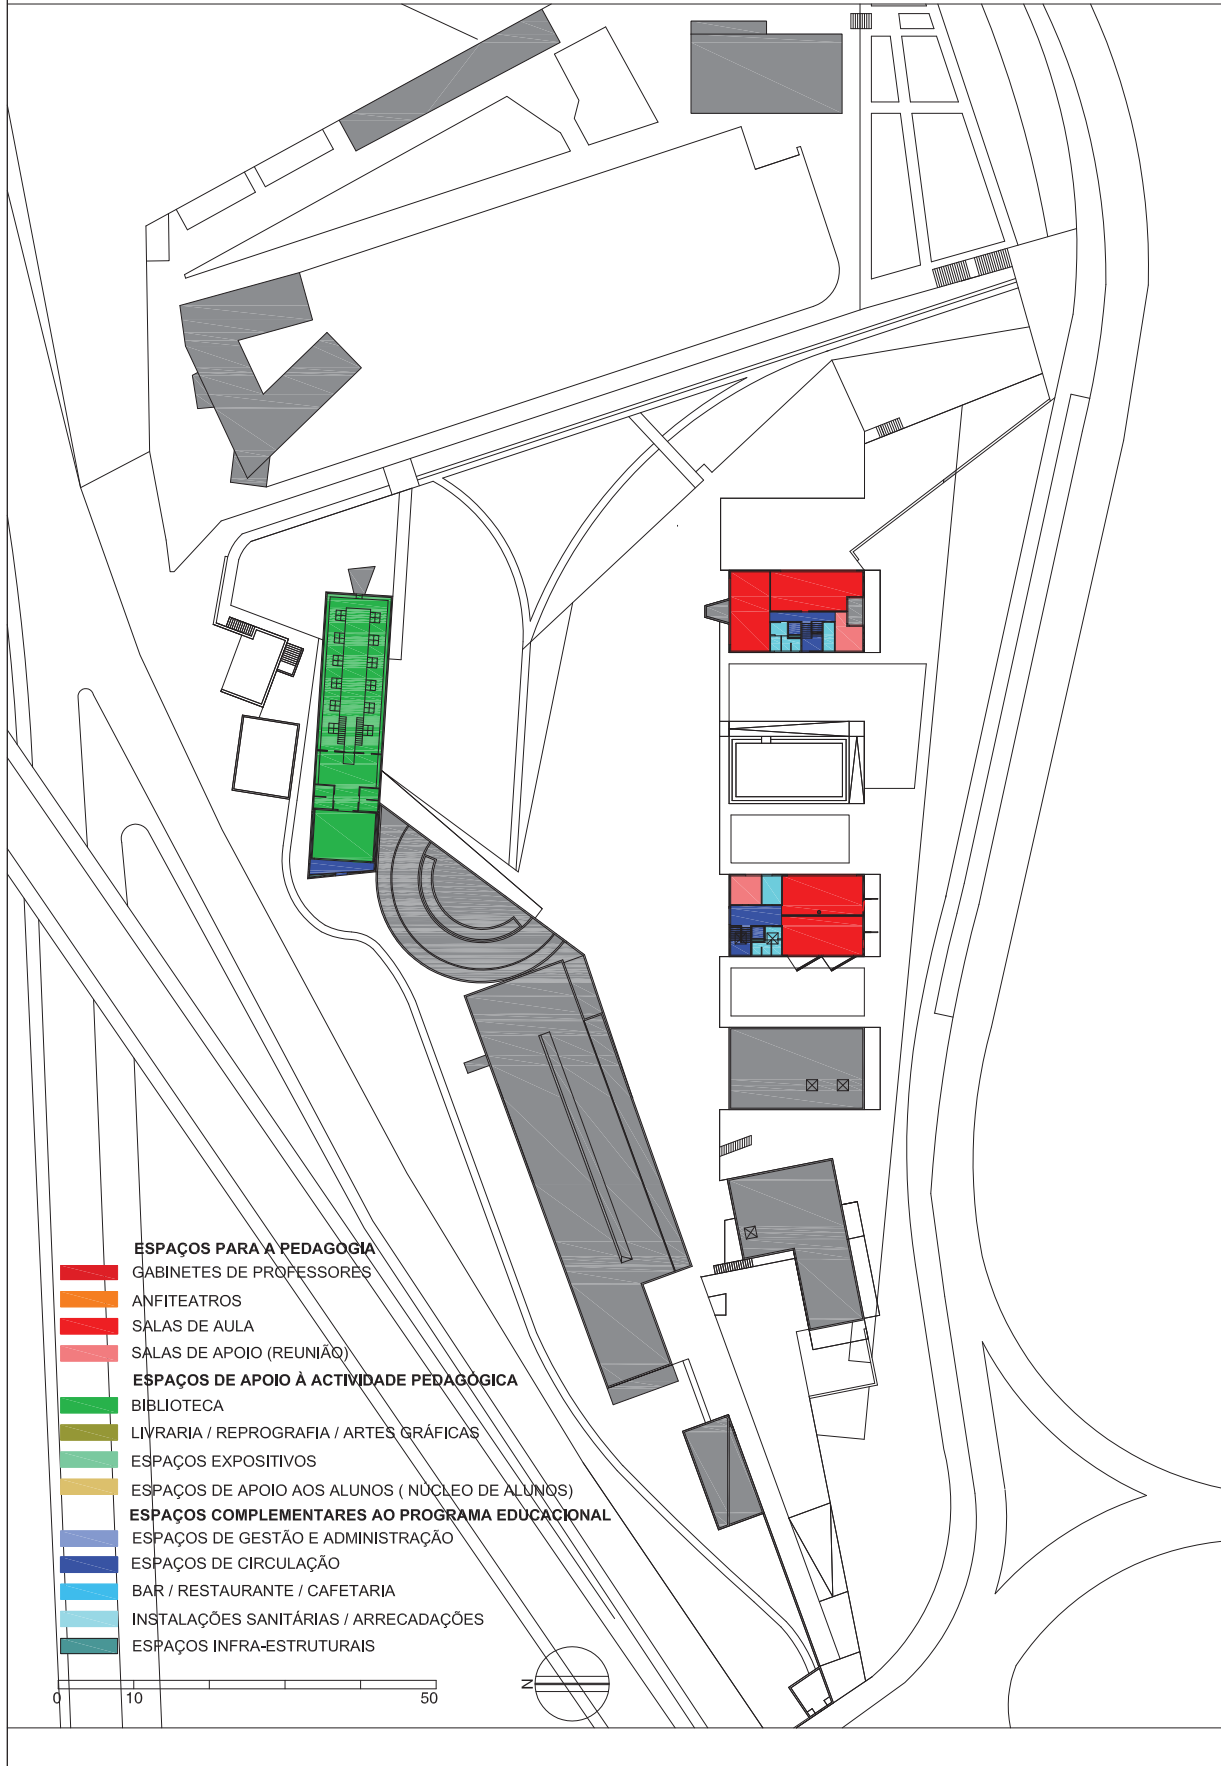 ESPAÇOS PARA A PEDAGOGIA
GABINETES DE PROFESSORES
ANFITEATROS
SALAS DE AULA
SALAS DE APOIO (REUNIÃO)
ESPAÇOS DE APOIO À ACTIVIDADE PEDAGÓGICA
BIBLIOTECA
LIVRARIA / REPROGRAFIA / ARTES GRÁFICAS
ESPAÇOS EXPOSITIVOS
ESPAÇOS DE APOIO AOS ALUNOS ( NÚCLEO DE ALUNOS)
ESPAÇOS COMPLEMENTARES AO PROGRAMA EDUCACIONAL
ESPAÇOS DE GESTÃO E ADMINISTRAÇÃO
ESPAÇOS DE CIRCULAÇÃO
BAR / RESTAURANTE / CAFETARIA
INSTALAÇÕES SANITÁRIAS / ARRECADAÇÕES
ESPAÇOS INFRA-ESTRUTURAIS
0 10 50
N